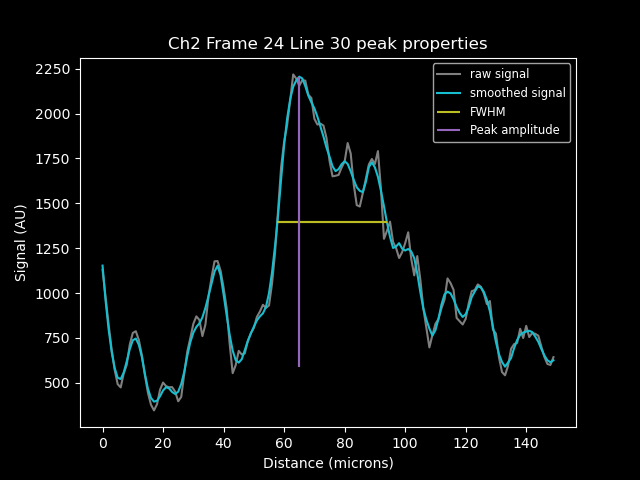 Ch2 Frame 24 Line 30 peak properties
raw signal
smoothed signal
FWHM
Peak amplitude
Signal (AU)
2250
2000
1750
1500
1250
1000
750
500
0 20 40 60 80 100 120 140
Distance (microns)